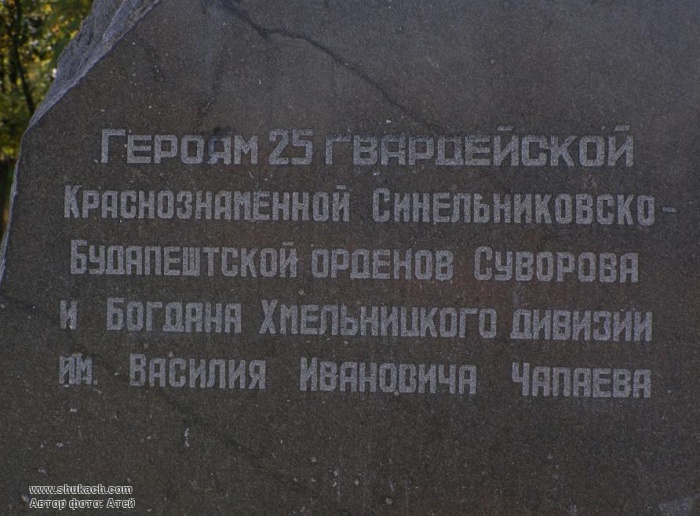 Героям 25 гвардейской
Краснознаменной Синельниковско-
Будапештской орденов Суворова
и Богдана Хмельницкого дивизии
им. Василия Ивановича Чапаева
www.shukach.com
Автор фото: Атей